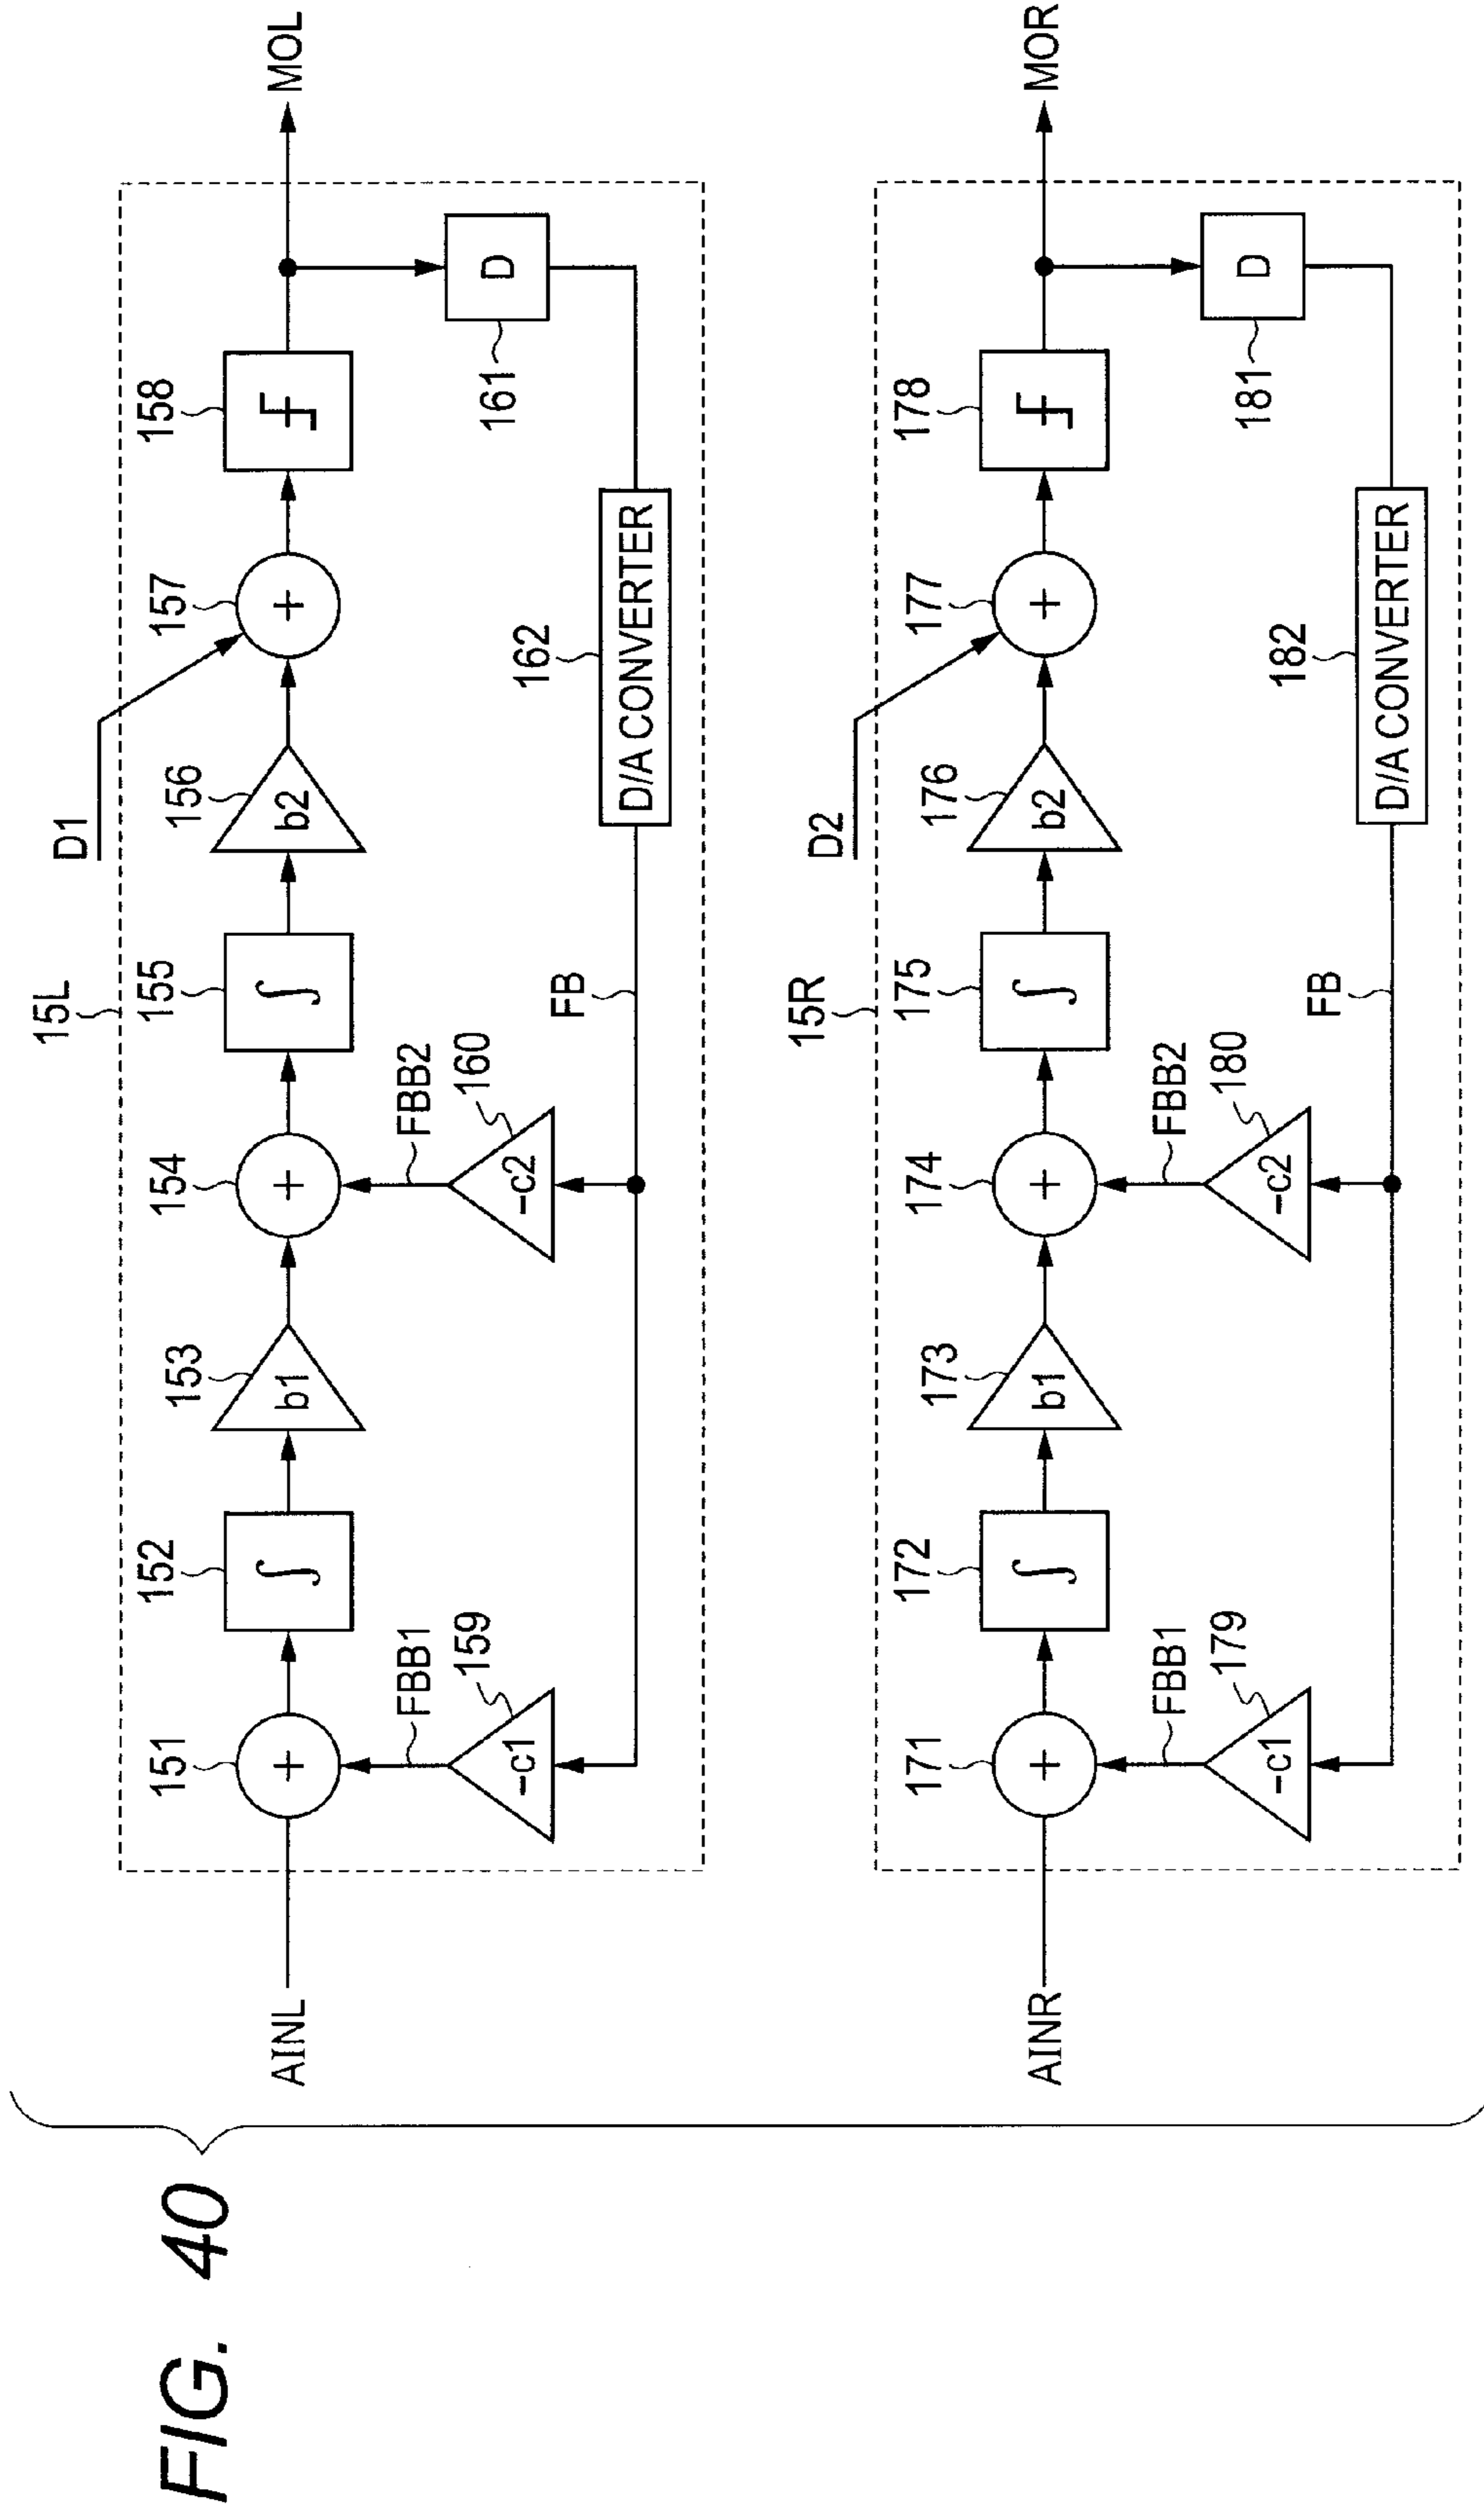 FIG. 40
15L
D1
151
152
153
154
155
156
157
158
AINL
+
∫
b1
+
∫
b2
+
MOL
FBB1
159
FBB2
160
FB
162
161
-c1
-c2
D/A CONVERTER
D
15R
D2
171
172
173
174
175
176
177
178
AINR
+
∫
b1
+
∫
b2
+
MOR
FBB1
179
FBB2
180
FB
182
181
-c1
-c2
D/A CONVERTER
D